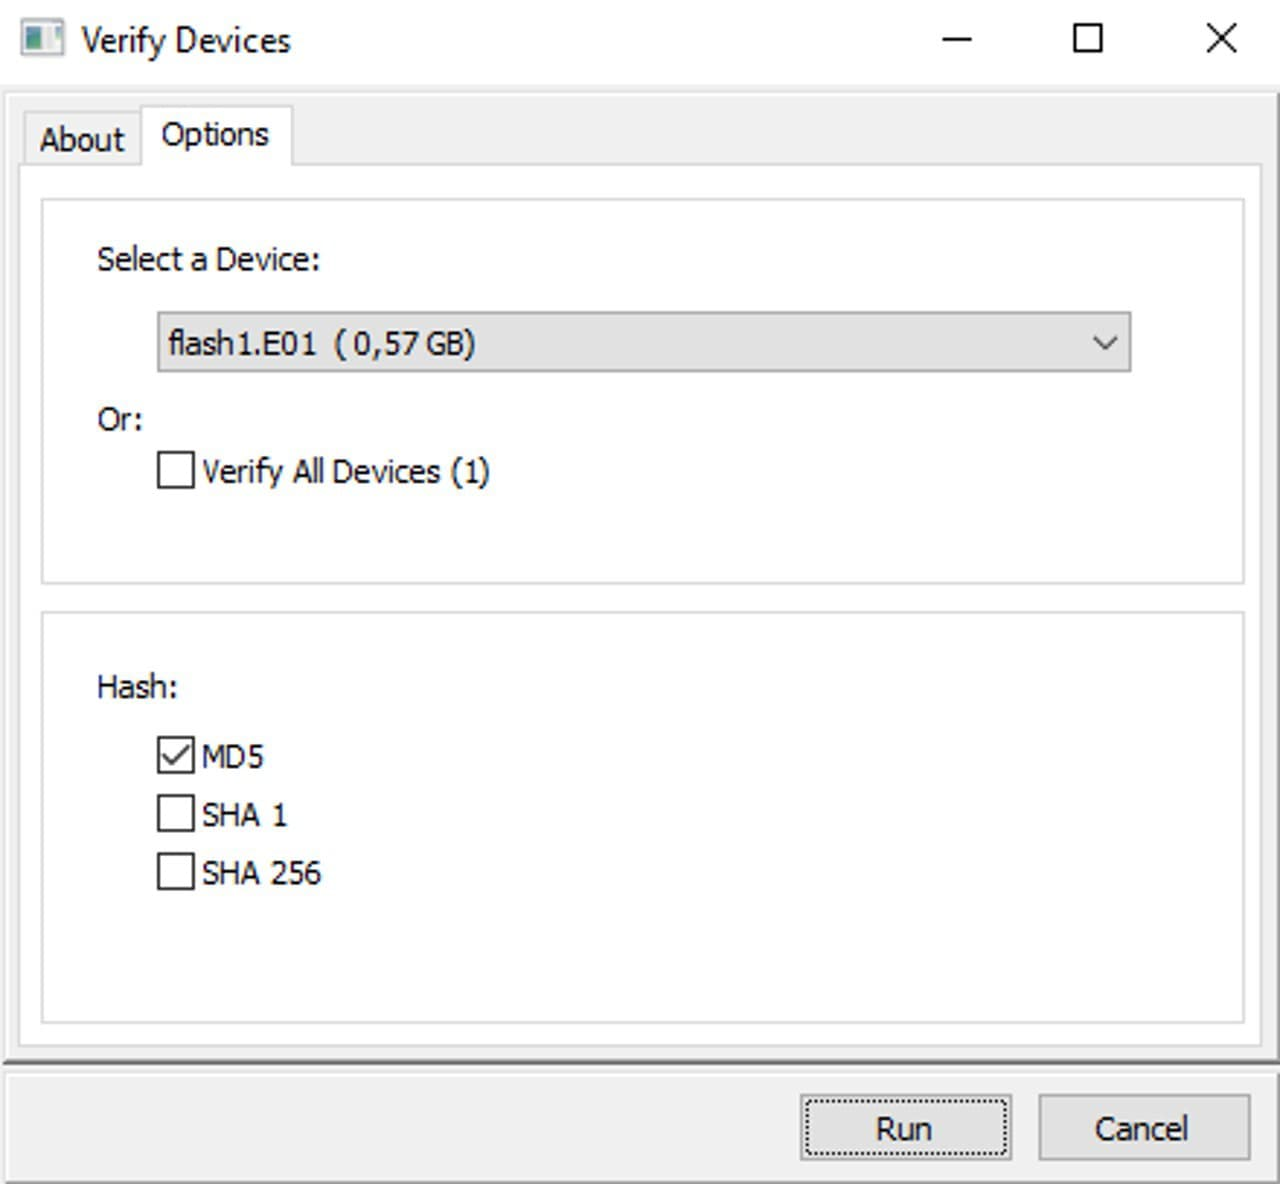 Verify Devices
About
Options
Select a Device:
flash1.E01 ( 0,57 GB)
Or:
Verify All Devices (1)
Hash:
MD5
SHA 1
SHA 256
Run
Cancel